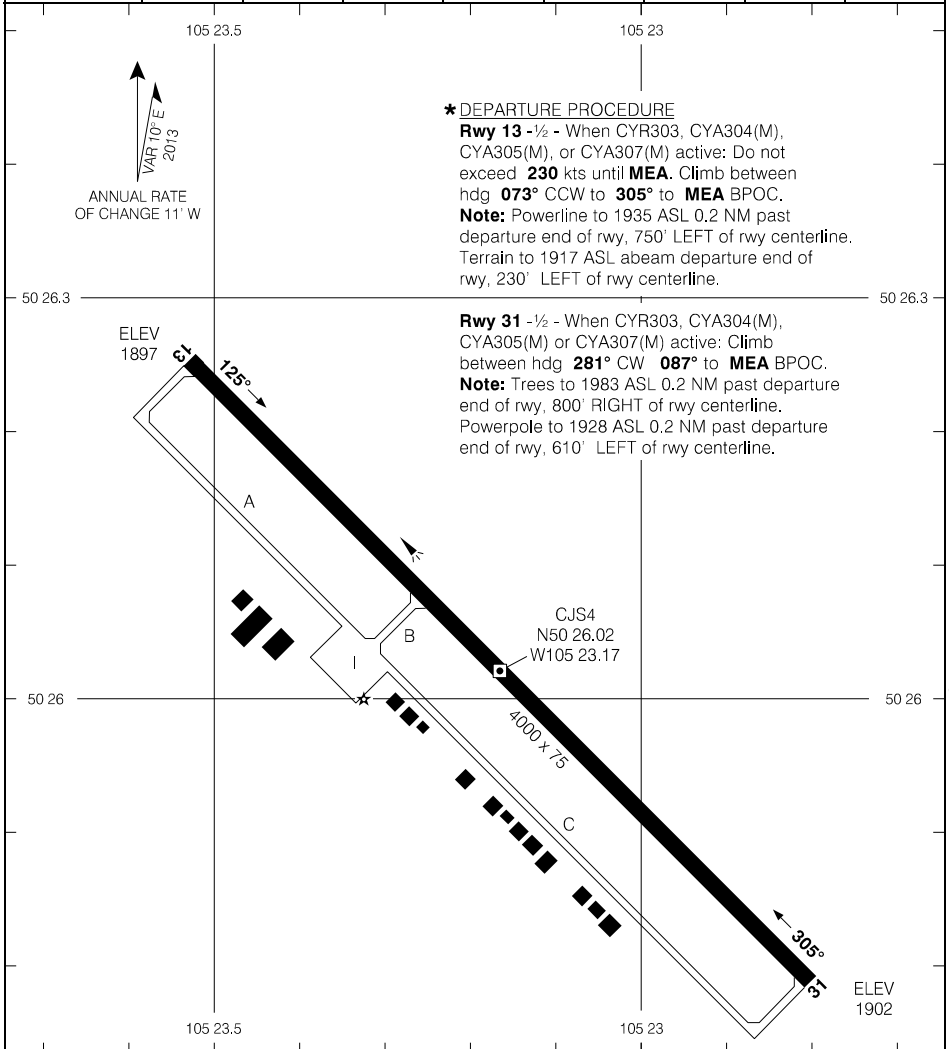 105 23.5
105 23
VAR 10° E
2013
ANNUAL RATE
OF CHANGE 11' W
* DEPARTURE PROCEDURE
Rwy 13 -½ - When CYR303, CYA304(M),
CYA305(M), or CYA307(M) active: Do not
exceed 230 kts until MEA. Climb between
hdg 073° CCW to 305° to MEA BPOC.
Note: Powerline to 1935 ASL 0.2 NM past
departure end of rwy, 750' LEFT of rwy centerline.
Terrain to 1917 ASL abeam departure end of
rwy, 230' LEFT of rwy centerline.
50 26.3
50 26.3
Rwy 31 -½ - When CYR303, CYA304(M),
CYA305(M) or CYA307(M) active: Climb
between hdg 281° CW 087° to MEA BPOC.
Note: Trees to 1983 ASL 0.2 NM past departure
end of rwy, 800' RIGHT of rwy centerline.
Powerpole to 1928 ASL 0.2 NM past departure
end of rwy, 610' LEFT of rwy centerline.
ELEV
1897
13
125°
A
B
I
CJS4
N50 26.02
W105 23.17
50 26
50 26
4000 x 75
C
305°
31
ELEV
1902
105 23.5
105 23